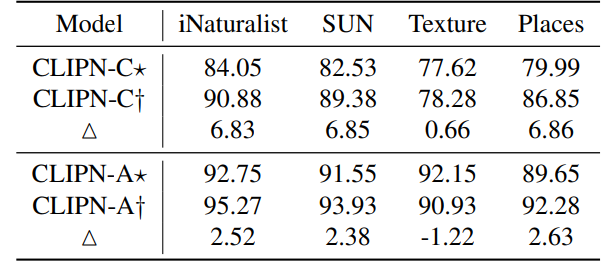 Model iNaturalist SUN Texture Places
CLIPN-C⋆ 84.05 82.53 77.62 79.99
CLIPN-C† 90.88 89.38 78.28 86.85
△ 6.83 6.85 0.66 6.86
CLIPN-A⋆ 92.75 91.55 92.15 89.65
CLIPN-A† 95.27 93.93 90.93 92.28
△ 2.52 2.38 -1.22 2.63